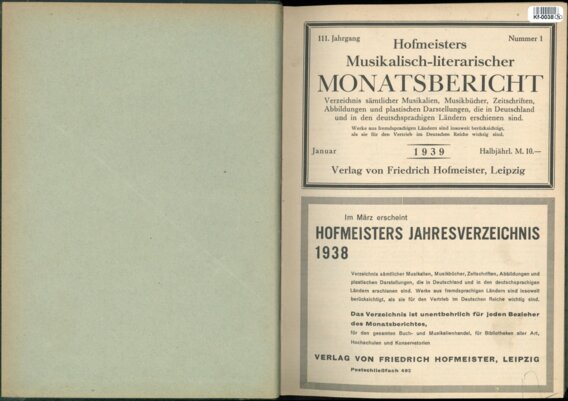 Kf-0038
111. Jahrgang
Nummer 1
Hofmeisters
Musikalisch-literarischer
MONATSBERICHT
Verzeichnis sämtlicher Musikalien, Musikbücher, Zeitschriften,
Abbildungen und plastischen Darstellungen, die in Deutschland
und in den deutschsprachigen Ländern erschienen sind.
Werke aus fremdsprachigen Ländern sind insoweit berücksichtigt,
als sie für den Vertrieb im Deutschen Reiche wichtig sind.
Januar
1939
Halbjährl. M. 10.—
Verlag von Friedrich Hofmeister, Leipzig
Im März erscheint
HOFMEISTERS JAHRESVERZEICHNIS
1938
Verzeichnis sämtlicher Musikalien, Musikbücher, Zeitschriften, Abbildungen und
plastischen Darstellungen, die in Deutschland und in den deutschsprachigen
Ländern erschienen sind. Werke aus fremdsprachigen Ländern sind insoweit
berücksichtigt, als sie für den Vertrieb im Deutschen Reiche wichtig sind.
Das Verzeichnis ist unentbehrlich für jeden Bezieher
des Monatsberichtes,
für den gesamten Buch- und Musikalienhandel, für Bibliotheken aller Art,
Hochschulen und Konservatorien
VERLAG VON FRIEDRICH HOFMEISTER, LEIPZIG
Postschließfach 492